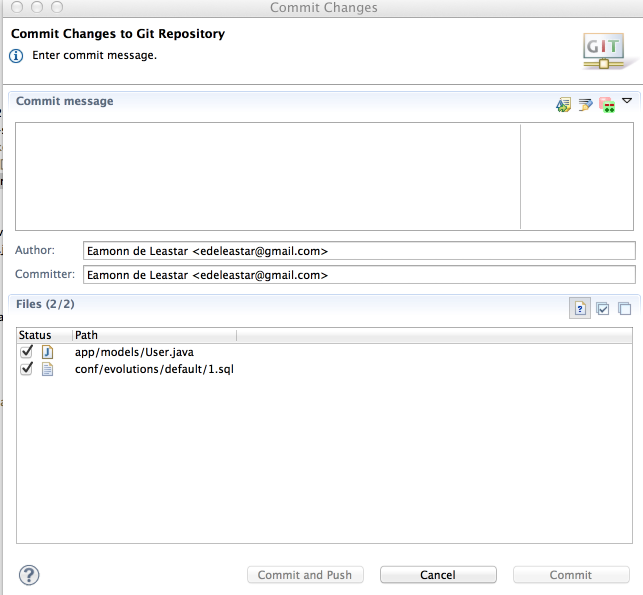 Commit Changes
Commit Changes to Git Repository
Enter commit message.
GIT
Commit message
Author: Eamonn de Leastar <edeleastar@gmail.com>
Committer: Eamonn de Leastar <edeleastar@gmail.com>
Files (2/2)
Status Path
app/models/User.java
conf/evolutions/default/1.sql
Commit and Push Cancel Commit